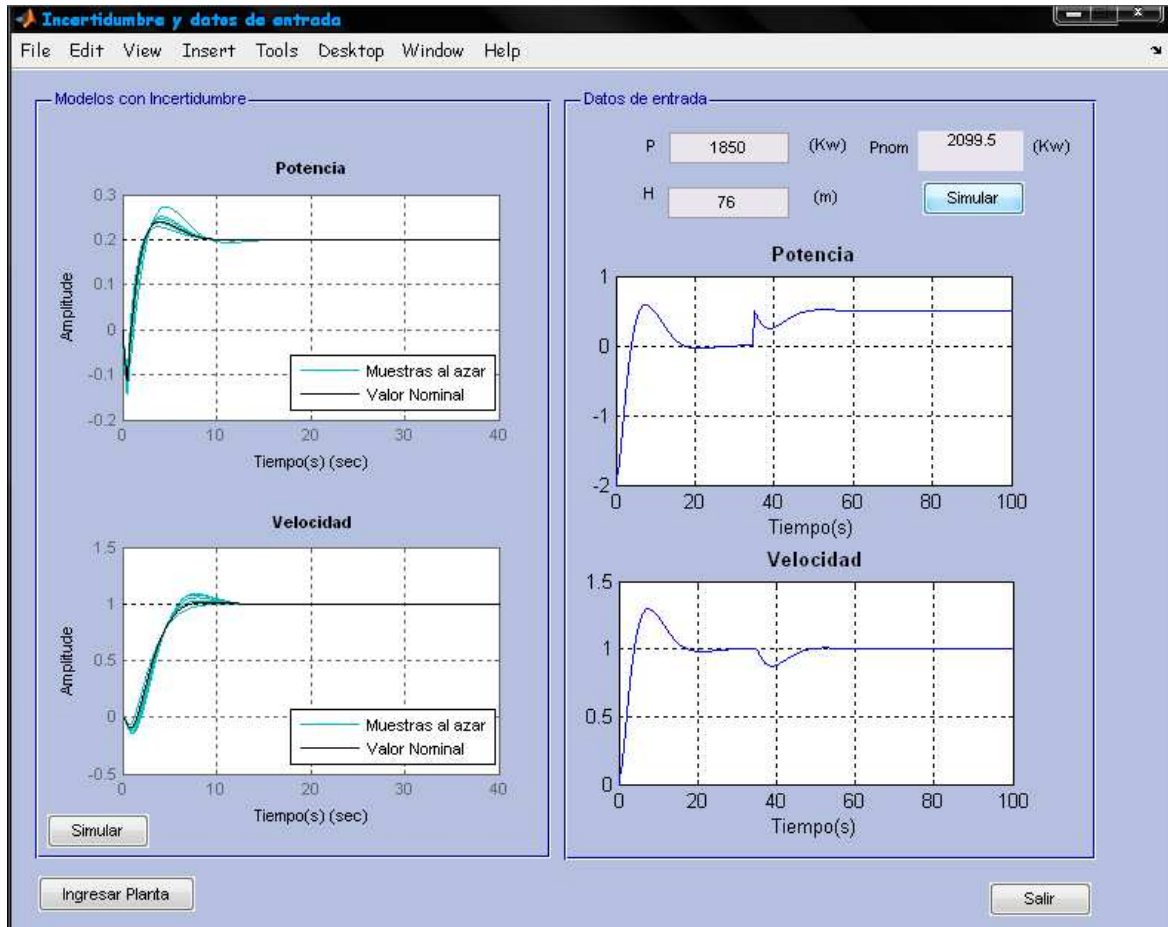 Incertidumbre y datos de entrada
File Edit View Insert Tools Desktop Window Help
Modelos con Incertidumbre
Potencia
0.3
0.2
0.1
0
-0.1
-0.2
Amplitude
0 10 20 30 40
Tiempo(s) (sec)
Muestras al azar
Valor Nominal
Velocidad
1.5
1
0.5
0
-0.5
Amplitude
0 10 20 30 40
Tiempo(s) (sec)
Muestras al azar
Valor Nominal
Simular
Ingresar Planta
Datos de entrada
P 1850 (Kw) Pnom 2099.5 (Kw)
H 76 (m) Simular
Potencia
1
0
-1
-2
0 20 40 60 80 100
Tiempo(s)
Velocidad
1.5
1
0.5
0
0 20 40 60 80 100
Tiempo(s)
Salir